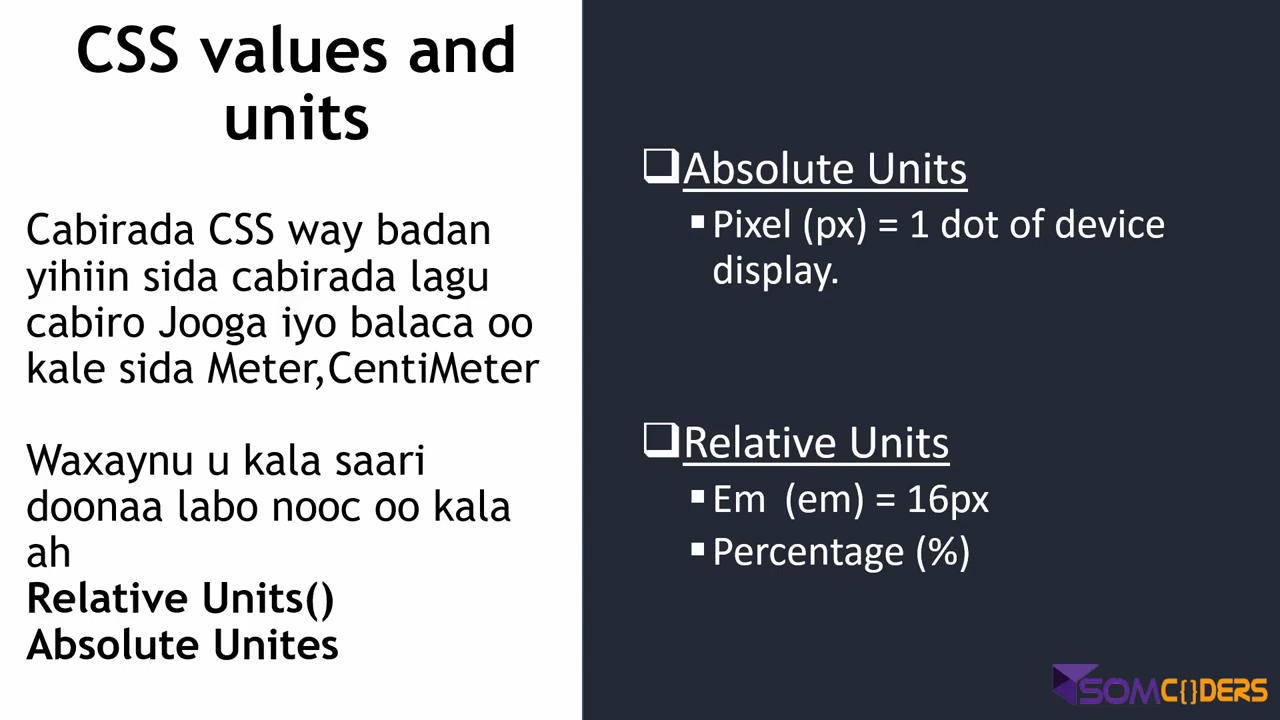 CSS values and
units
Cabirada CSS way badan
yihiin sida cabirada lagu
cabiro Jooga iyo balaca oo
kale sida Meter,CentiMeter
Waxaynu u kala saari
doonaa labo nooc oo kala
ah
Relative Units()
Absolute Unites
❑Absolute Units
▪Pixel (px) = 1 dot of device
display.
❑Relative Units
▪Em (em) = 16px
▪Percentage (%)
SOMC{}DERS